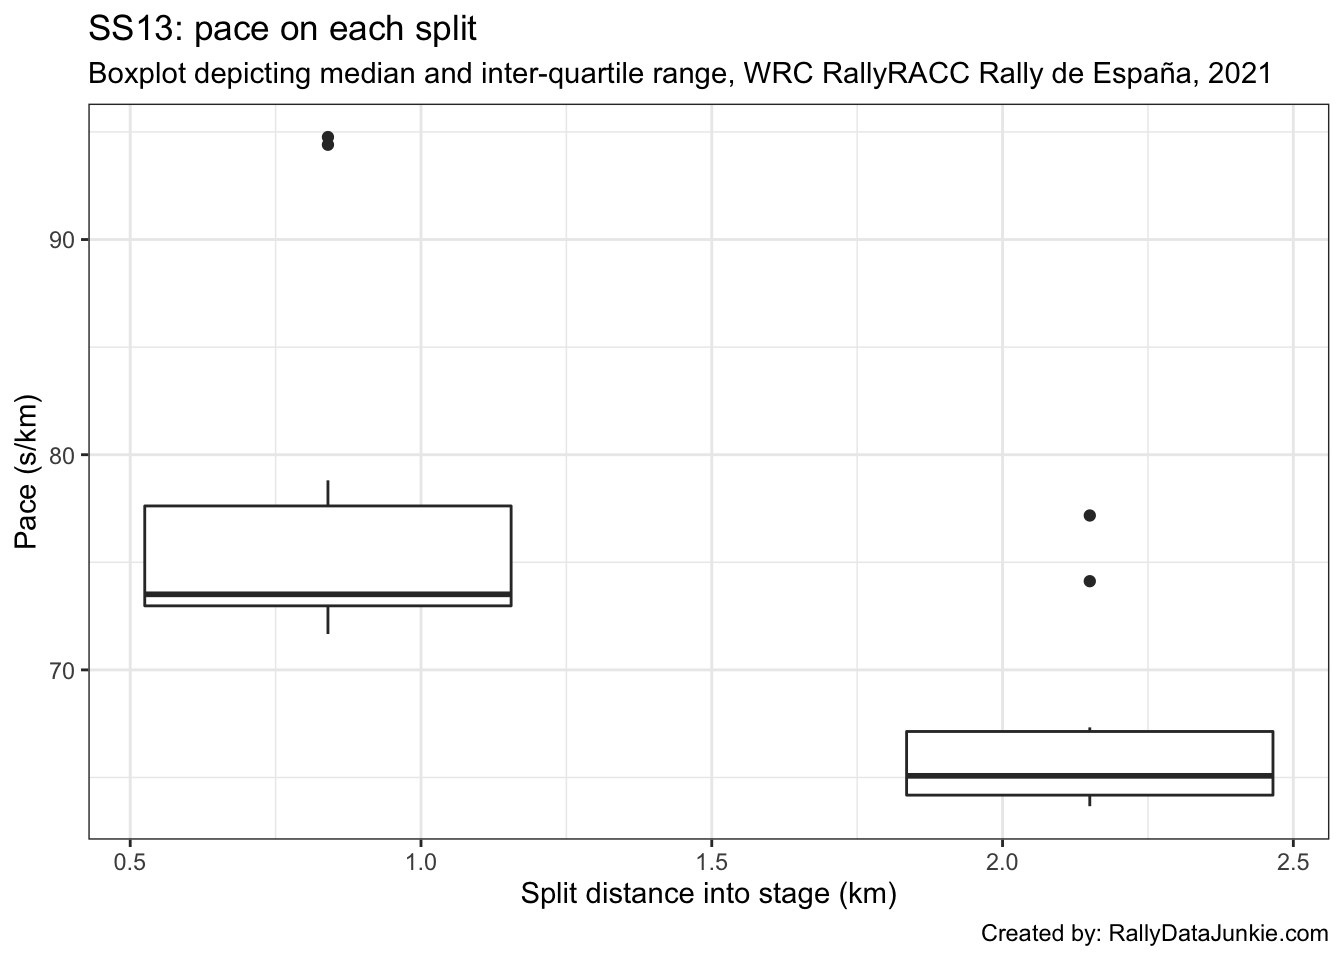 SS13: pace on each split
Boxplot depicting median and inter-quartile range, WRC RallyRACC Rally de España, 2021
Pace (s/km)
90
80
70
0.5 1.0 1.5 2.0 2.5
Split distance into stage (km)
Created by: RallyDataJunkie.com